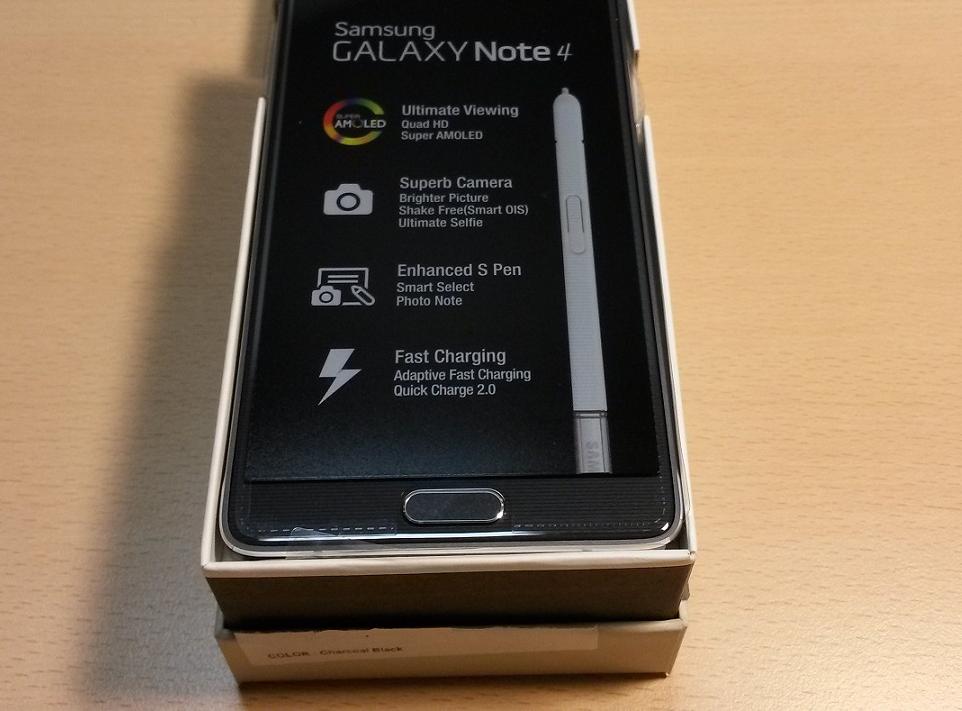 Samsung
GALAXY Note 4
SUPER
AMOLED
Ultimate Viewing
Quad HD
Super AMOLED
Superb Camera
Brighter Picture
Shake Free(Smart OIS)
Ultimate Selfie
Enhanced S Pen
Smart Select
Photo Note
Fast Charging
Adaptive Fast Charging
Quick Charge 2.0
SAM
COLOR : Charcoal Black